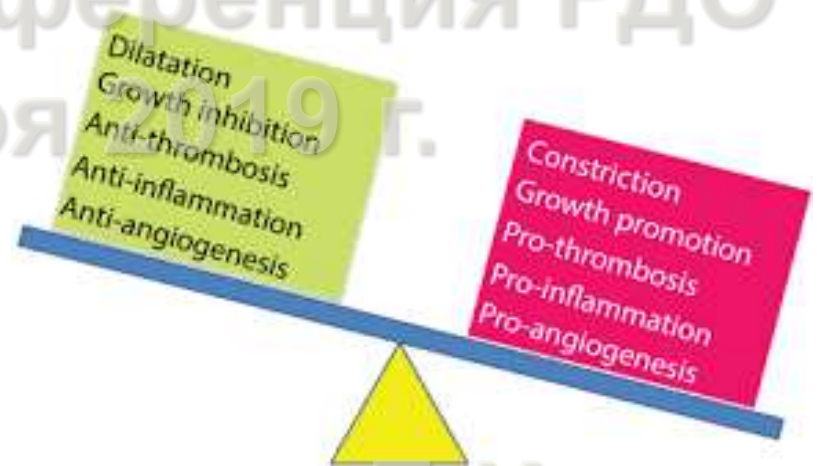 ференция РДО
я 2019 г.
Dilatation
Growth inhibition
Anti-thrombosis
Anti-inflammation
Anti-angiogenesis
Constriction
Growth promotion
Pro-thrombosis
Pro-inflammation
Pro-angiogenesis